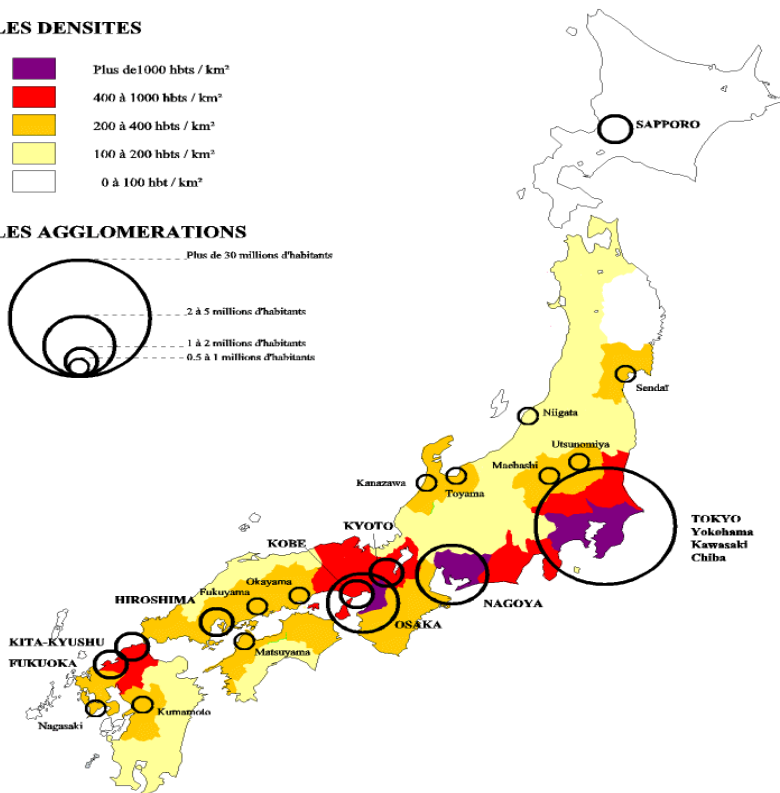 LES DENSITES
Plus de1000 hbts / km²
400 à 1000 hbts / km²
200 à 400 hbts / km²
100 à 200 hbts / km²
0 à 100 hbt / km²
LES AGGLOMERATIONS
Plus de 30 millions d'habitants
2 à 5 millions d'habitants
1 à 2 millions d'habitants
0.5 à 1 millions d'habitants
SAPPORO
Sendaï
Niigata
Utsunomiya
Maebashi
Kanazawa
Toyama
TOKYO
Yokehama
Kawasaki
Chiba
KYOTO
KOBE
NAGOYA
OSAKA
Okayama
Fukuyama
HIROSHIMA
Matsuyama
KITA-KYUSHU
FUKUOKA
Nagasaki
Kumamoto